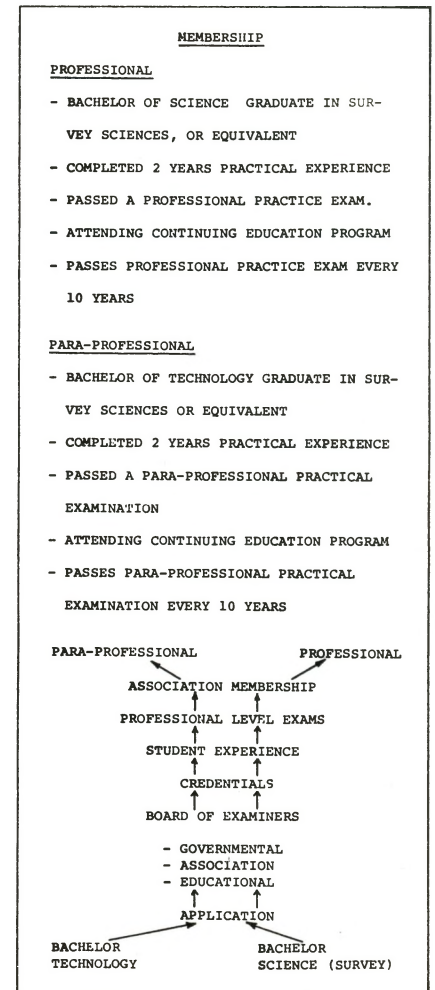 MEMBERSHIP
PROFESSIONAL
- BACHELOR OF SCIENCE GRADUATE IN SUR-
VEY SCIENCES, OR EQUIVALENT
- COMPLETED 2 YEARS PRACTICAL EXPERIENCE
- PASSED A PROFESSIONAL PRACTICE EXAM.
- ATTENDING CONTINUING EDUCATION PROGRAM
- PASSES PROFESSIONAL PRACTICE EXAM EVERY
10 YEARS
PARA-PROFESSIONAL
- BACHELOR OF TECHNOLOGY GRADUATE IN SUR-
VEY SCIENCES OR EQUIVALENT
- COMPLETED 2 YEARS PRACTICAL EXPERIENCE
- PASSED A PARA-PROFESSIONAL PRACTICAL
EXAMINATION
- ATTENDING CONTINUING EDUCATION PROGRAM
- PASSES PARA-PROFESSIONAL PRACTICAL
EXAMINATION EVERY 10 YEARS
PARA-PROFESSIONAL PROFESSIONAL
ASSOCIATION MEMBERSHIP
PROFESSIONAL LEVEL EXAMS
STUDENT EXPERIENCE
CREDENTIALS
BOARD OF EXAMINERS
- GOVERNMENTAL
- ASSOCIATION
- EDUCATIONAL
APPLICATION
BACHELOR BACHELOR
TECHNOLOGY SCIENCE (SURVEY)